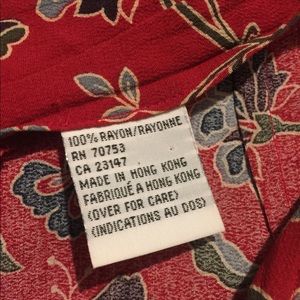 100% RAYON/RAYONNE
RN 70753
CA 23147
MADE IN HONG KONG
FABRIQUÉ A HONG KONG
(OVER FOR CARE)
(INDICATIONS AU DOS)